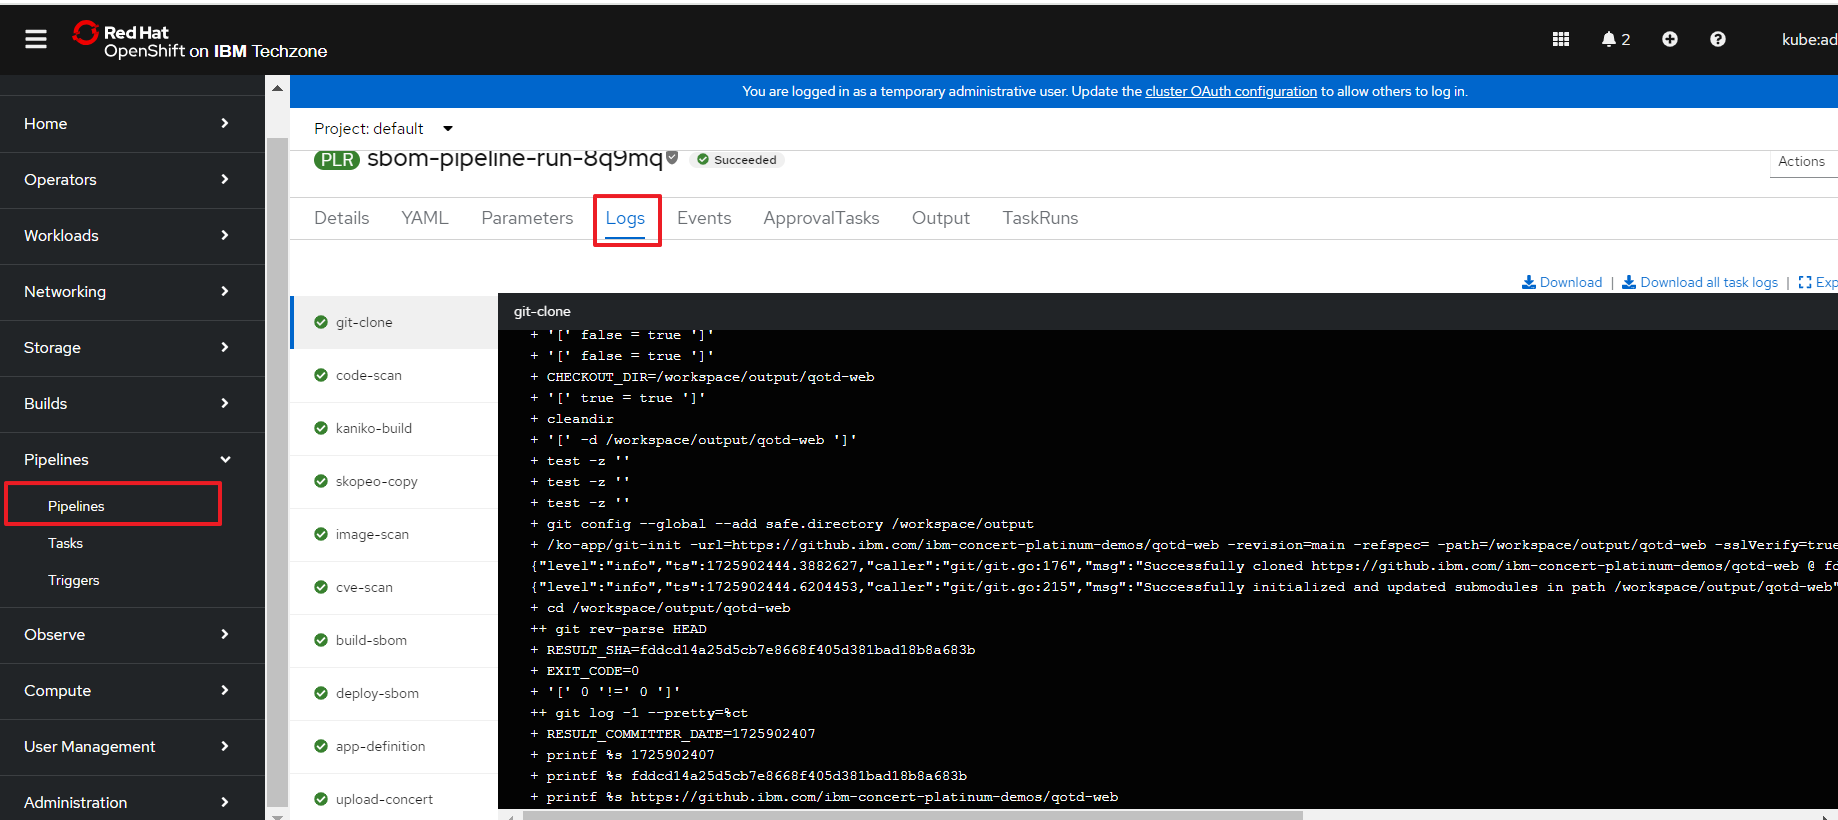 Red Hat
OpenShift on IBM Techzone
2
kube:ad
You are logged in as a temporary administrative user. Update the cluster OAuth configuration to allow others to log in.
Home
Operators
Workloads
Networking
Storage
Builds
Pipelines
Pipelines
Tasks
Triggers
Observe
Compute
User Management
Administration
Project: default
PLR sbom-pipeline-run-8q9mq Succeeded
Actions
Details YAML Parameters Logs Events ApprovalTasks Output TaskRuns
Download | Download all task logs | Exp
git-clone
code-scan
kaniko-build
skopeo-copy
image-scan
cve-scan
build-sbom
deploy-sbom
app-definition
upload-concert
git-clone
+ '[' false = true ']'
+ '[' false = true ']'
+ CHECKOUT_DIR=/workspace/output/qotd-web
+ '[' true = true ']'
+ cleandir
+ '[' -d /workspace/output/qotd-web ']'
+ test -z ''
+ test -z ''
+ test -z ''
+ git config --global --add safe.directory /workspace/output
+ /ko-app/git-init -url=https://github.ibm.com/ibm-concert-platinum-demos/qotd-web -revision=main -refspec= -path=/workspace/output/qotd-web -sslVerify=true
{"level":"info","ts":1725902444.3882627,"caller":"git/git.go:176","msg":"Successfully cloned https://github.ibm.com/ibm-concert-platinum-demos/qotd-web @ fd
{"level":"info","ts":1725902444.6204453,"caller":"git/git.go:215","msg":"Successfully initialized and updated submodules in path /workspace/output/qotd-web"
+ cd /workspace/output/qotd-web
++ git rev-parse HEAD
+ RESULT_SHA=fddcd14a25d5cb7e8668f405d381bad18b8a683b
+ EXIT_CODE=0
+ '[' 0 '!=' 0 ']'
++ git log -1 --pretty=%ct
+ RESULT_COMMITTER_DATE=1725902407
+ printf %s 1725902407
+ printf %s fddcd14a25d5cb7e8668f405d381bad18b8a683b
+ printf %s https://github.ibm.com/ibm-concert-platinum-demos/qotd-web